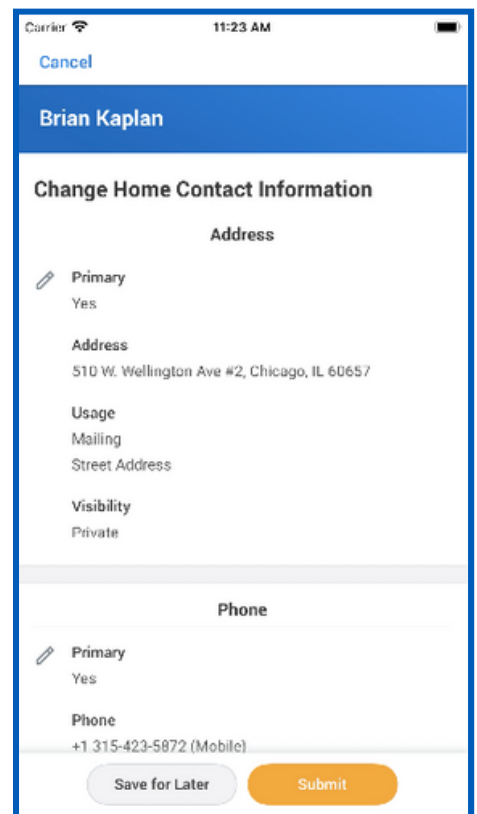 Carrier 11:23 AM
Cancel
Brian Kaplan
Change Home Contact Information
Address
Primary
Yes
Address
510 W. Wellington Ave #2, Chicago, IL 60657
Usage
Mailing
Street Address
Visibility
Private
Phone
Primary
Yes
Phone
+1 315-423-5872 (Mobile)
Save for Later Submit